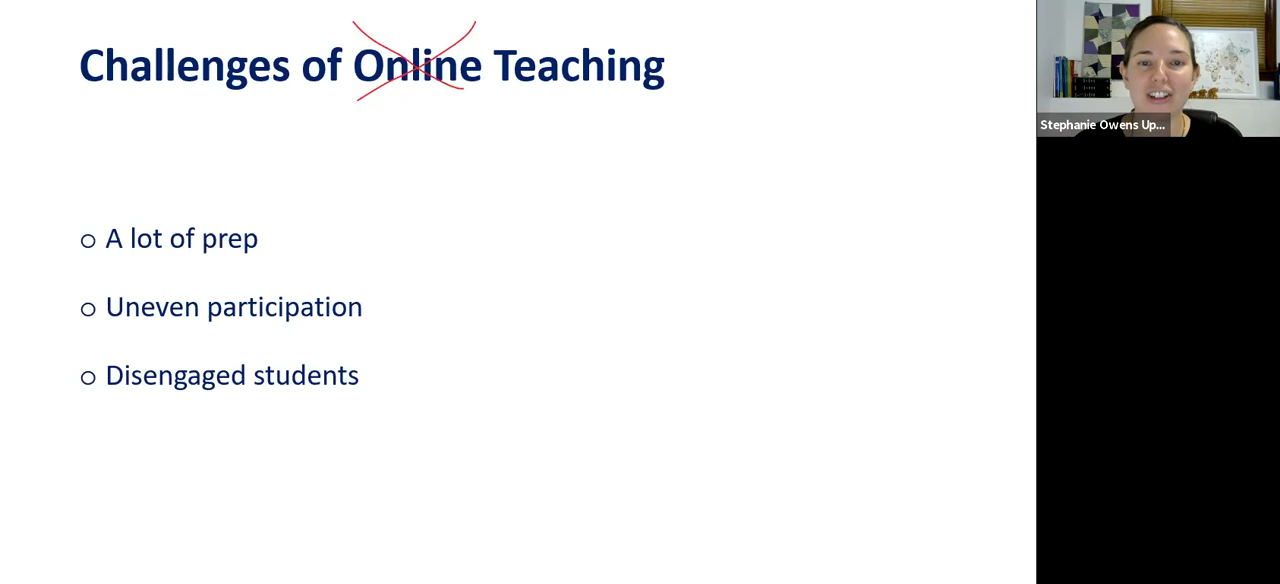 Challenges of Online Teaching
Stephanie Owens Up...
A lot of prep
Uneven participation
Disengaged students